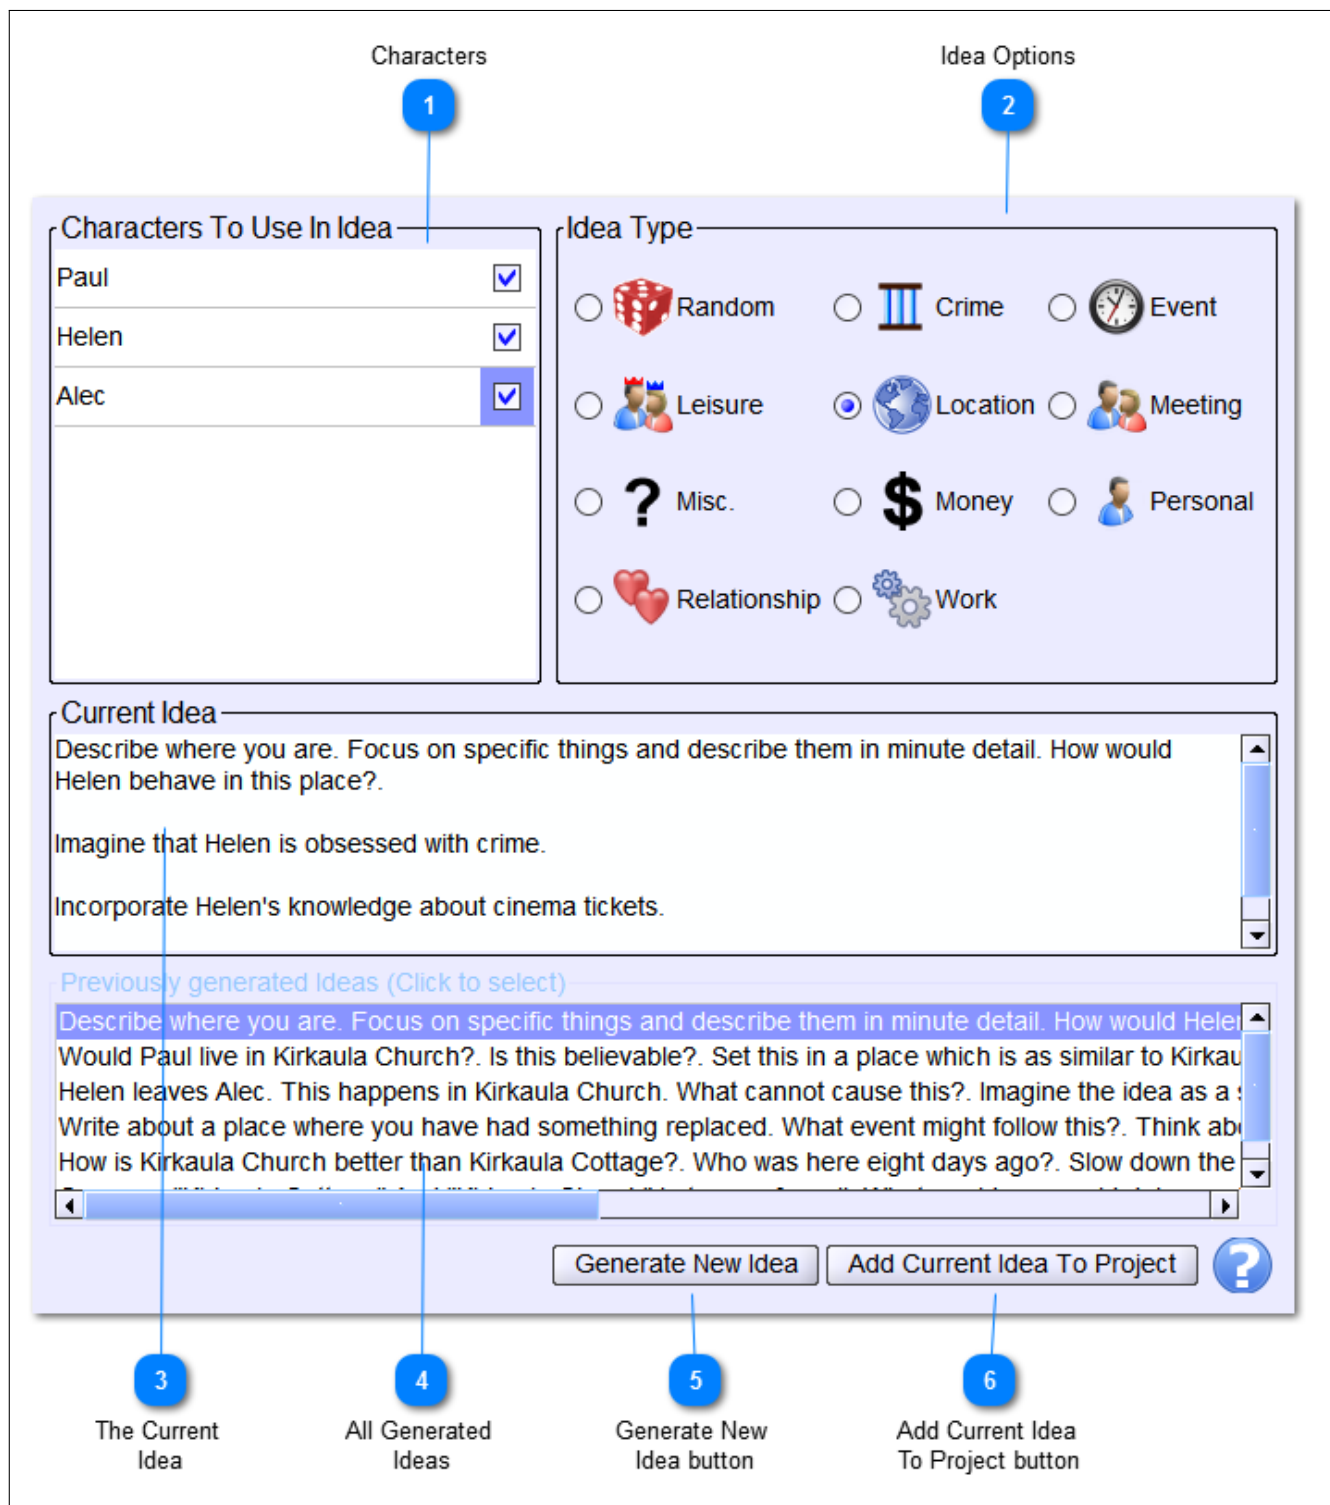 Characters
Idea Options
1
2
Characters To Use In Idea
Paul
Helen
Alec
Idea Type
Random
Crime
Event
Leisure
Location
Meeting
? Misc.
$ Money
Personal
Relationship
Work
Current Idea
Describe where you are. Focus on specific things and describe them in minute detail. How would
Helen behave in this place?.
Imagine that Helen is obsessed with crime.
Incorporate Helen's knowledge about cinema tickets.
Previously generated Ideas (Click to select)
Describe where you are. Focus on specific things and describe them in minute detail. How would Helen
Would Paul live in Kirkaula Church?. Is this believable?. Set this in a place which is as similar to Kirkau
Helen leaves Alec. This happens in Kirkaula Church. What cannot cause this?. Imagine the idea as a
Write about a place where you have had something replaced. What event might follow this?. Think abo
How is Kirkaula Church better than Kirkaula Cottage?. Who was here eight days ago?. Slow down the
Generate New Idea
Add Current Idea To Project
?
3
4
5
6
The Current
Idea
All Generated
Ideas
Generate New
Idea button
Add Current Idea
To Project button